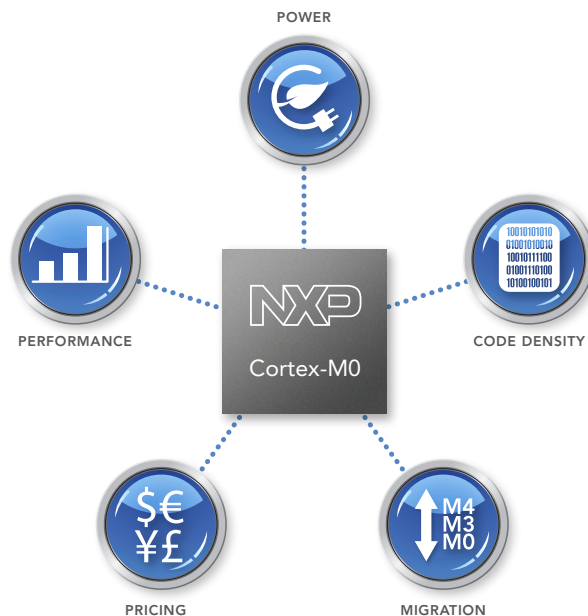 POWER
PERFORMANCE
10010101010
01001010010
10010111100
01001110100
10100100101
CODE DENSITY
NXP
Cortex-M0
$€
¥£
PRICING
M4
M3
M0
MIGRATION